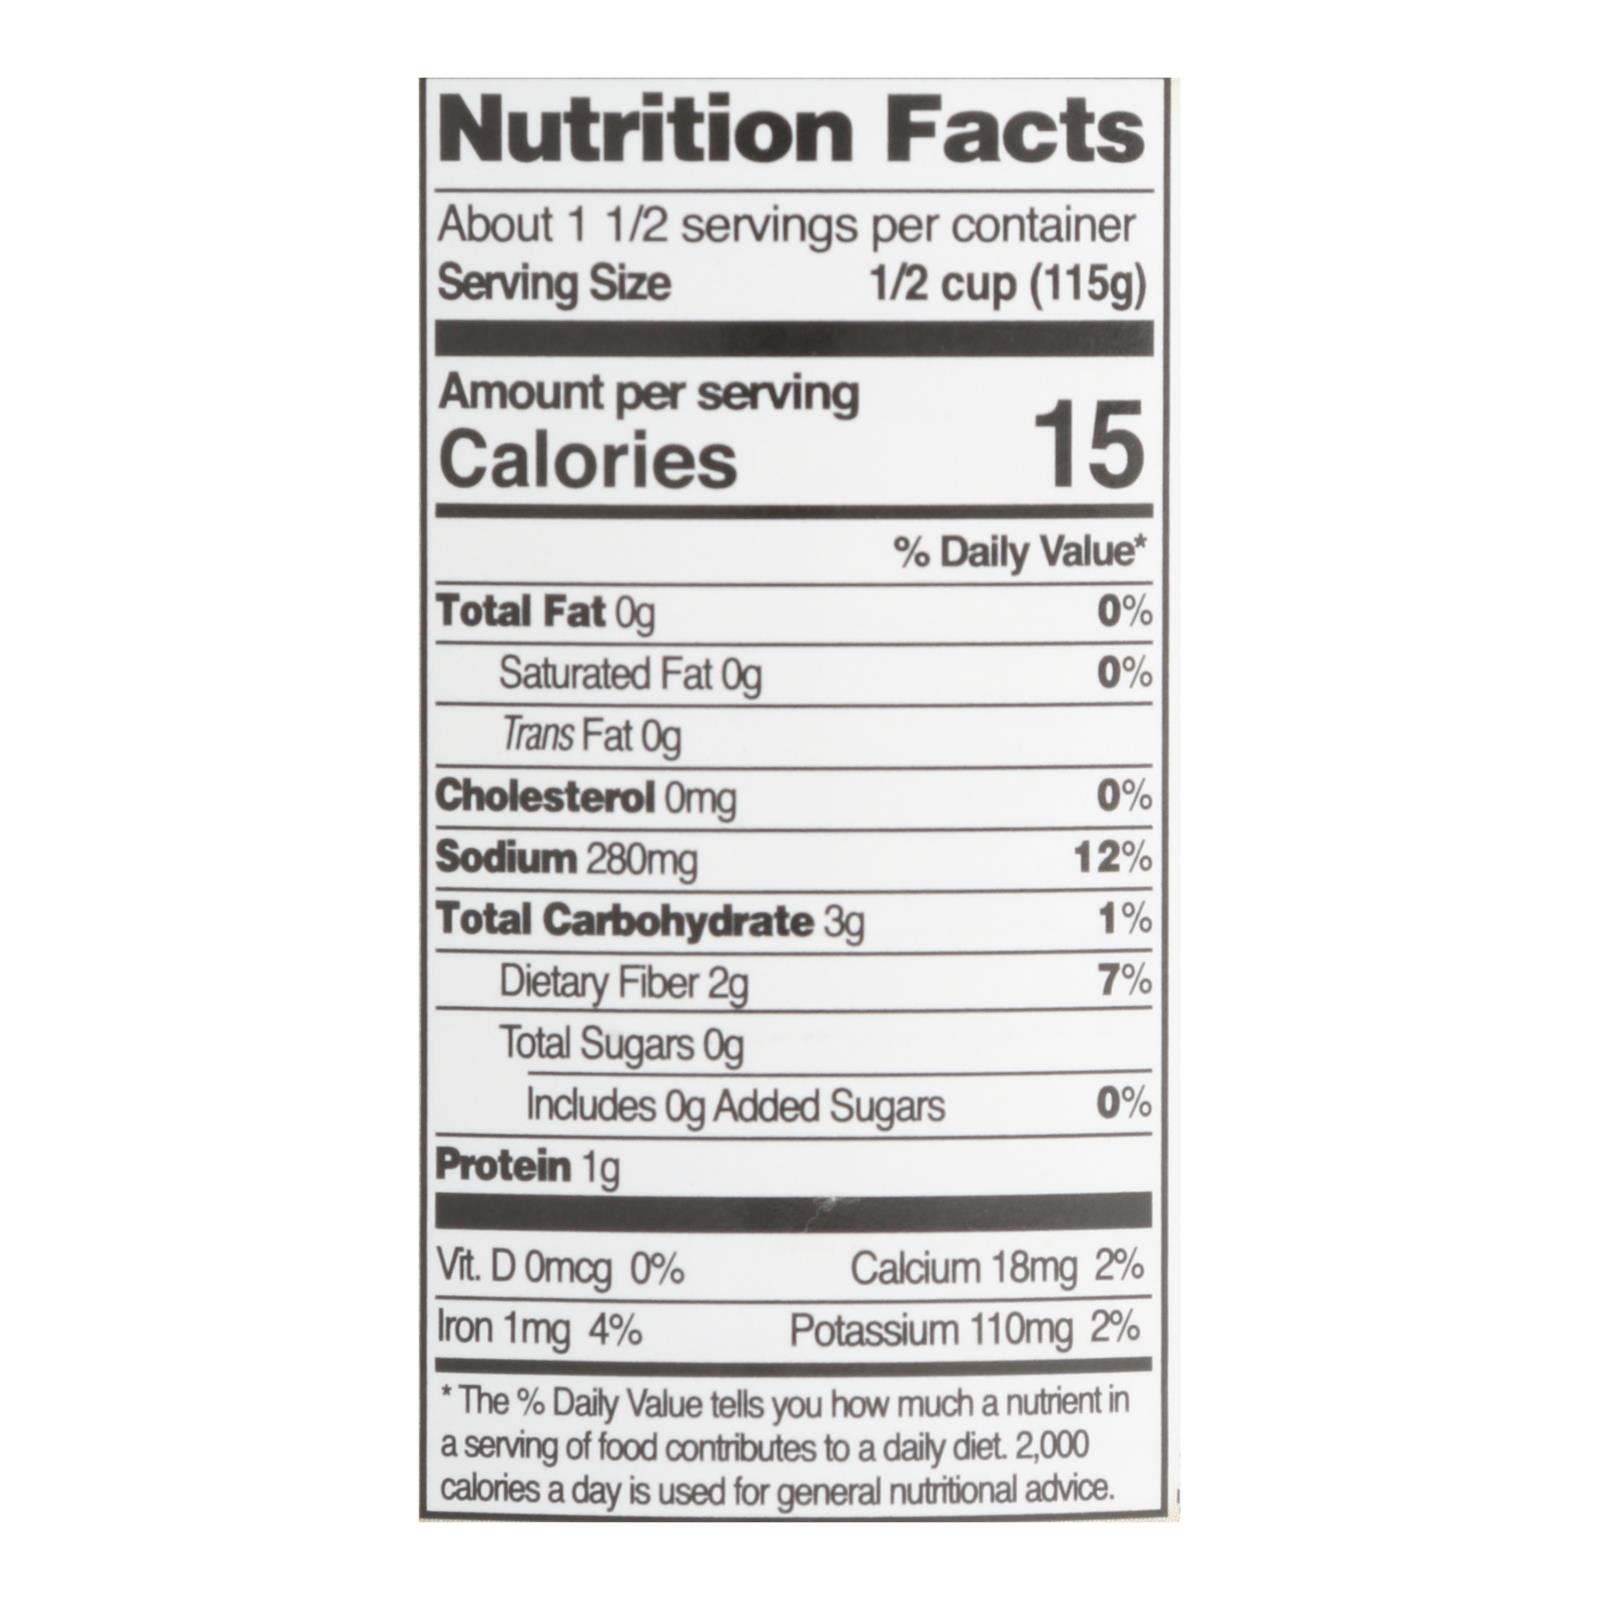 Nutrition Facts
About 1 1/2 servings per container
Serving Size 1/2 cup (115g)
Amount per serving
Calories 15
% Daily Value*
Total Fat 0g 0%
Saturated Fat 0g 0%
Trans Fat 0g
Cholesterol 0mg 0%
Sodium 280mg 12%
Total Carbohydrate 3g 1%
Dietary Fiber 2g 7%
Total Sugars 0g
Includes 0g Added Sugars 0%
Protein 1g
Vit. D 0mcg 0% Calcium 18mg 2%
Iron 1mg 4% Potassium 110mg 2%
* The % Daily Value tells you how much a nutrient in
a serving of food contributes to a daily diet. 2,000
calories a day is used for general nutritional advice.